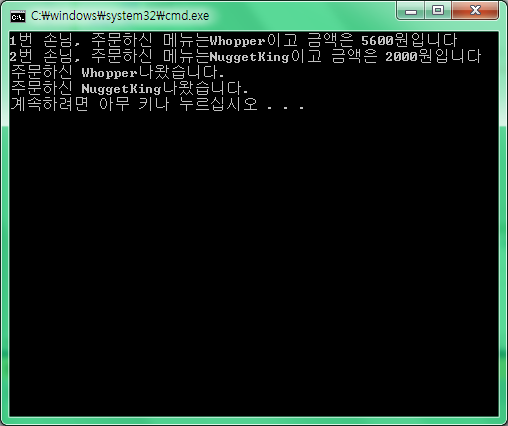 C:₩windows₩system32₩cmd.exe
1번 손님, 주문하신 메뉴는Whopper이고 금액은 5600원입니다
2번 손님, 주문하신 메뉴는NuggetKing이고 금액은 2000원입니다
주문하신 Whopper나왔습니다.
주문하신 NuggetKing나왔습니다.
계속하려면 아무 키나 누르십시오 . . .